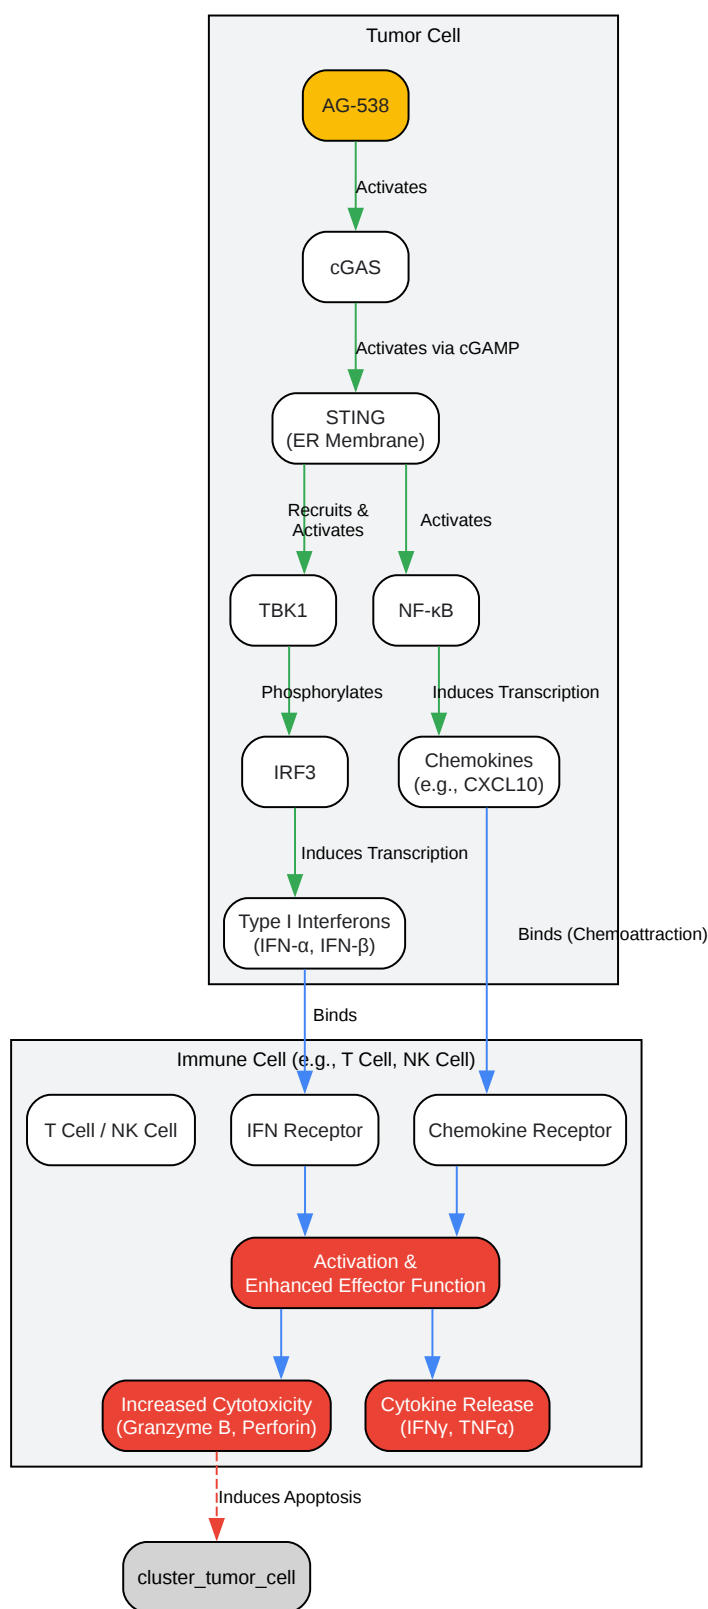 Tumor Cell
AG-538
Activates
cGAS
Activates via cGAMP
STING
(ER Membrane)
Recruits &
Activates
Activates
TBK1
NF-κB
Phosphorylates
Induces Transcription
IRF3
Chemokines
(e.g., CXCL10)
Induces Transcription
Type I Interferons
(IFN-α, IFN-β)
Binds (Chemoattraction)
Binds
Immune Cell (e.g., T Cell, NK Cell)
T Cell / NK Cell
IFN Receptor
Chemokine Receptor
Activation &
Enhanced Effector Function
Increased Cytotoxicity
(Granzyme B, Perforin)
Cytokine Release
(IFNγ, TNFα)
Induces Apoptosis
cluster_tumor_cell